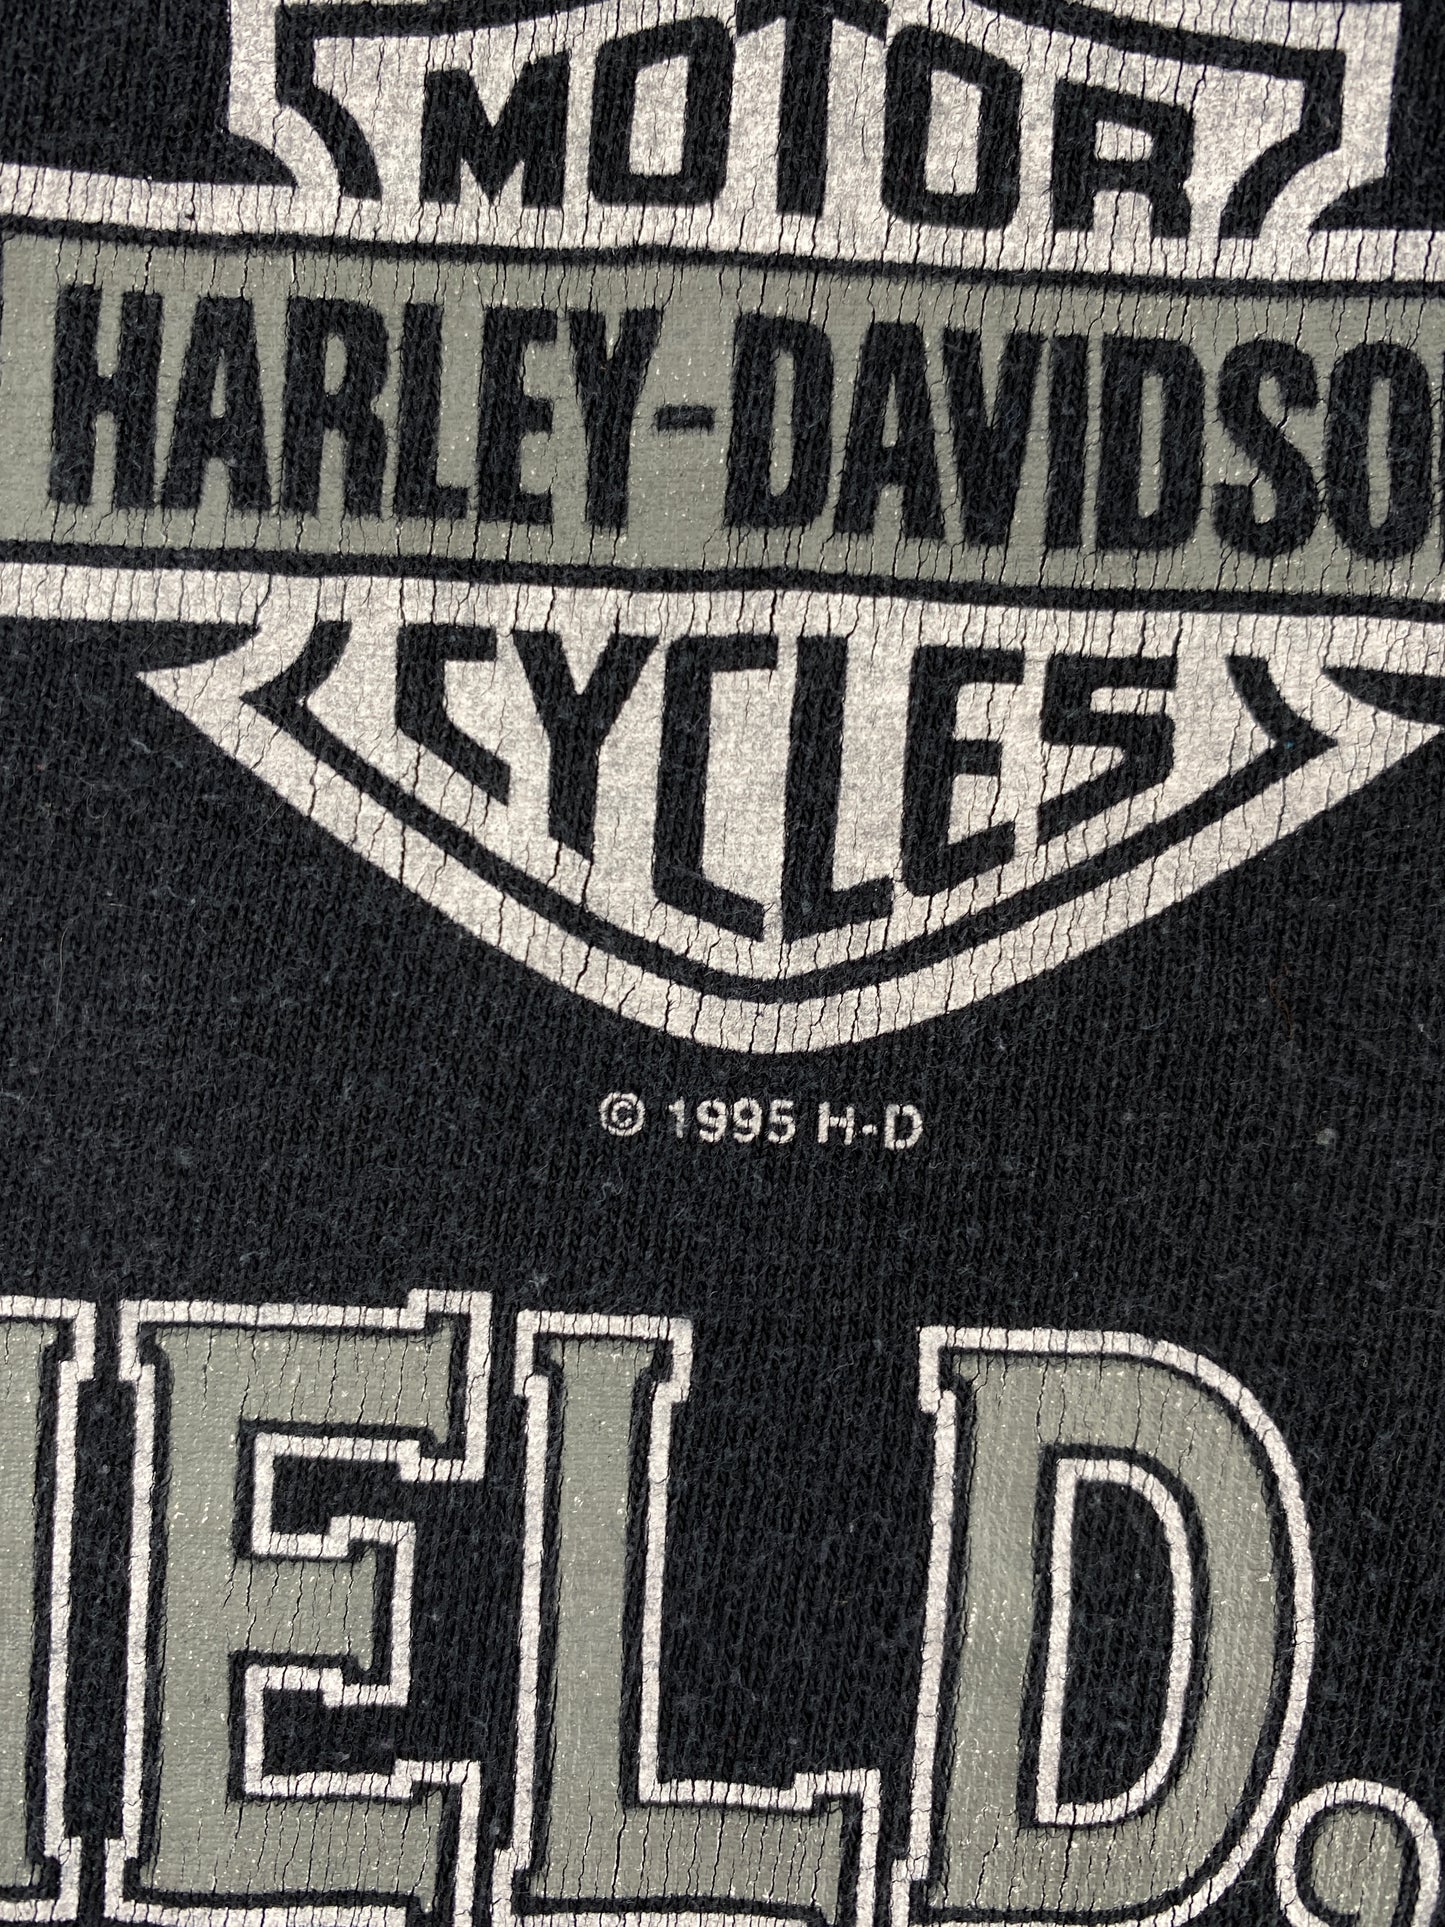 MOTOR
HARLEY-DAVIDSO
CYCLES
© 1995 H-D
IELD,